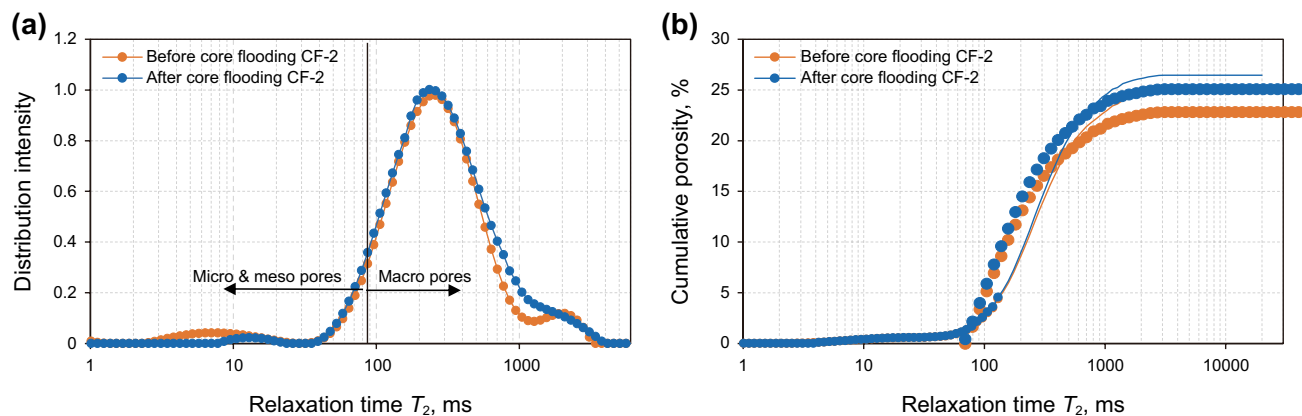 (a)
1.2
1.0
0.8
0.6
0.4
0.2
0
Distribution intensity
Before core flooding CF-2
After core flooding CF-2
Micro & meso pores
Macro pores
1
10
100
1000
Relaxation time T₂, ms
(b)
30
25
20
15
10
5
0
Cumulative porosity, %
Before core flooding CF-2
After core flooding CF-2
1
10
100
1000
10000
Relaxation time T₂, ms